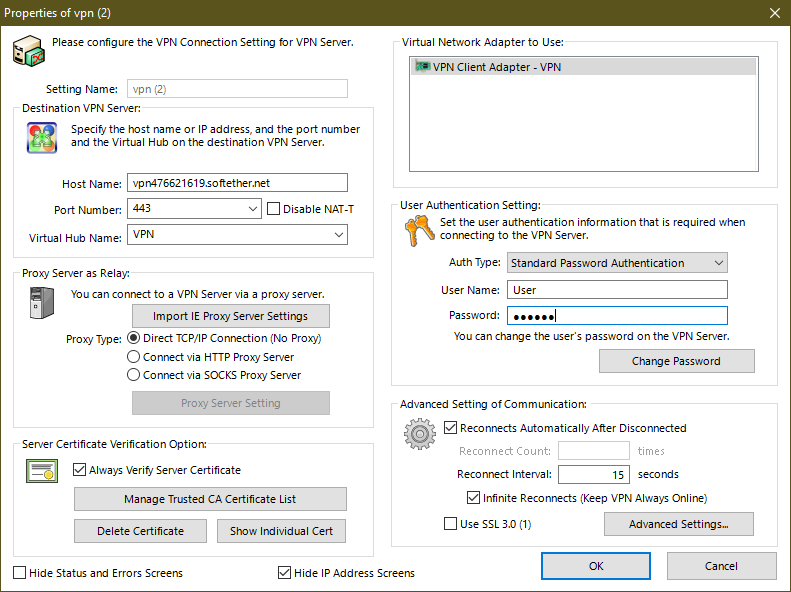 Properties of vpn (2)
Please configure the VPN Connection Setting for VPN Server.
Setting Name: vpn (2)
Destination VPN Server:
Specify the host name or IP address, and the port number
and the Virtual Hub on the destination VPN Server.
Host Name: vpn476621619.softether.net
Port Number: 443 Disable NAT-T
Virtual Hub Name: VPN
Proxy Server as Relay:
You can connect to a VPN Server via a proxy server.
Import IE Proxy Server Settings
Proxy Type: Direct TCP/IP Connection (No Proxy)
Connect via HTTP Proxy Server
Connect via SOCKS Proxy Server
Proxy Server Setting
Server Certificate Verification Option:
Always Verify Server Certificate
Manage Trusted CA Certificate List
Delete Certificate Show Individual Cert
Hide Status and Errors Screens
Hide IP Address Screens
Virtual Network Adapter to Use:
VPN Client Adapter - VPN
User Authentication Setting:
Set the user authentication information that is required when
connecting to the VPN Server.
Auth Type: Standard Password Authentication
User Name: User
Password: ●●●●●●
You can change the user's password on the VPN Server.
Change Password
Advanced Setting of Communication:
Reconnects Automatically After Disconnected
Reconnect Count: times
Reconnect Interval: 15 seconds
Infinite Reconnects (Keep VPN Always Online)
Use SSL 3.0 (1) Advanced Settings...
OK Cancel